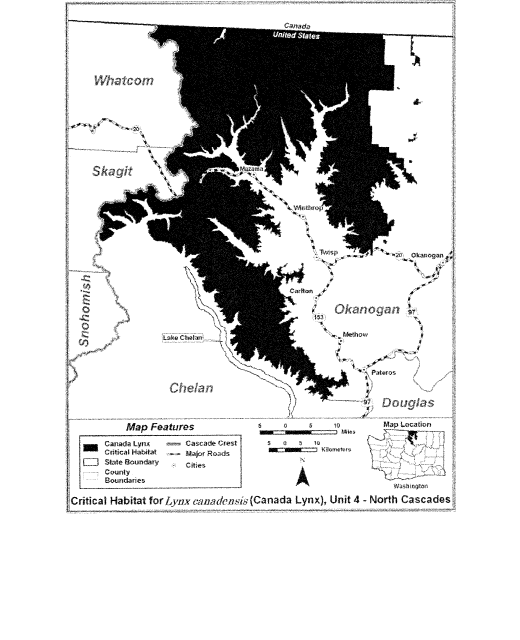 Canada
United States
Whatcom
20
Skagit
Mazama
Winthrop
Twisp
20
Okanogan
Carlton
Okanogan
Snohomish
153
97
Lake Chelan
Methow
Chelan
Pateros
97
Douglas
Map Features
Canada Lynx
Critical Habitat
State Boundary
County
Boundaries
Cascade Crest
Major Roads
Cities
5 0 5 10
Miles
5 0 5 10
Kilometers
N
Map Location
Washington
Critical Habitat for Lynx canadensis (Canada Lynx), Unit 4 - North Cascades